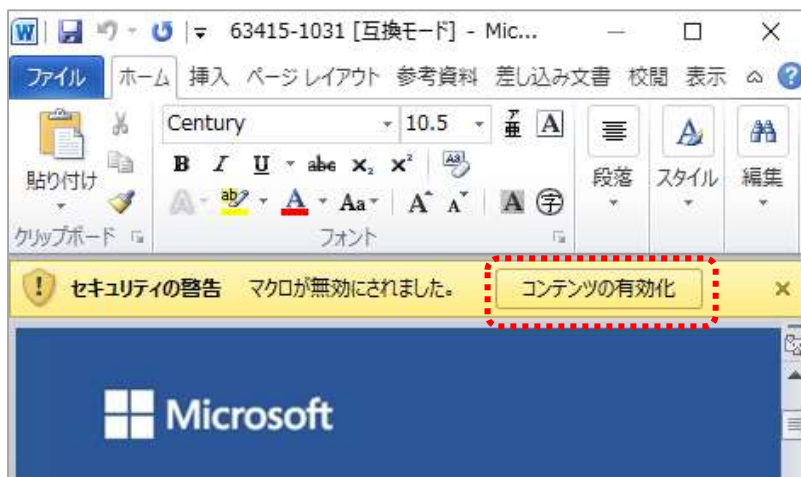 W 63415-1031 [互換モード] - Mic...
ファイル ホーム 挿入 ページ レイアウト 参考資料 差し込み文書 校閲 表示
Century 10.5 ア亜 A
貼り付け B I U abc x₂ x² Aa 段落 スタイル 編集
A ab A Aa A A A 字
クリップボード フォント
セキュリティの警告 マクロが無効にされました。 コンテンツの有効化
Microsoft